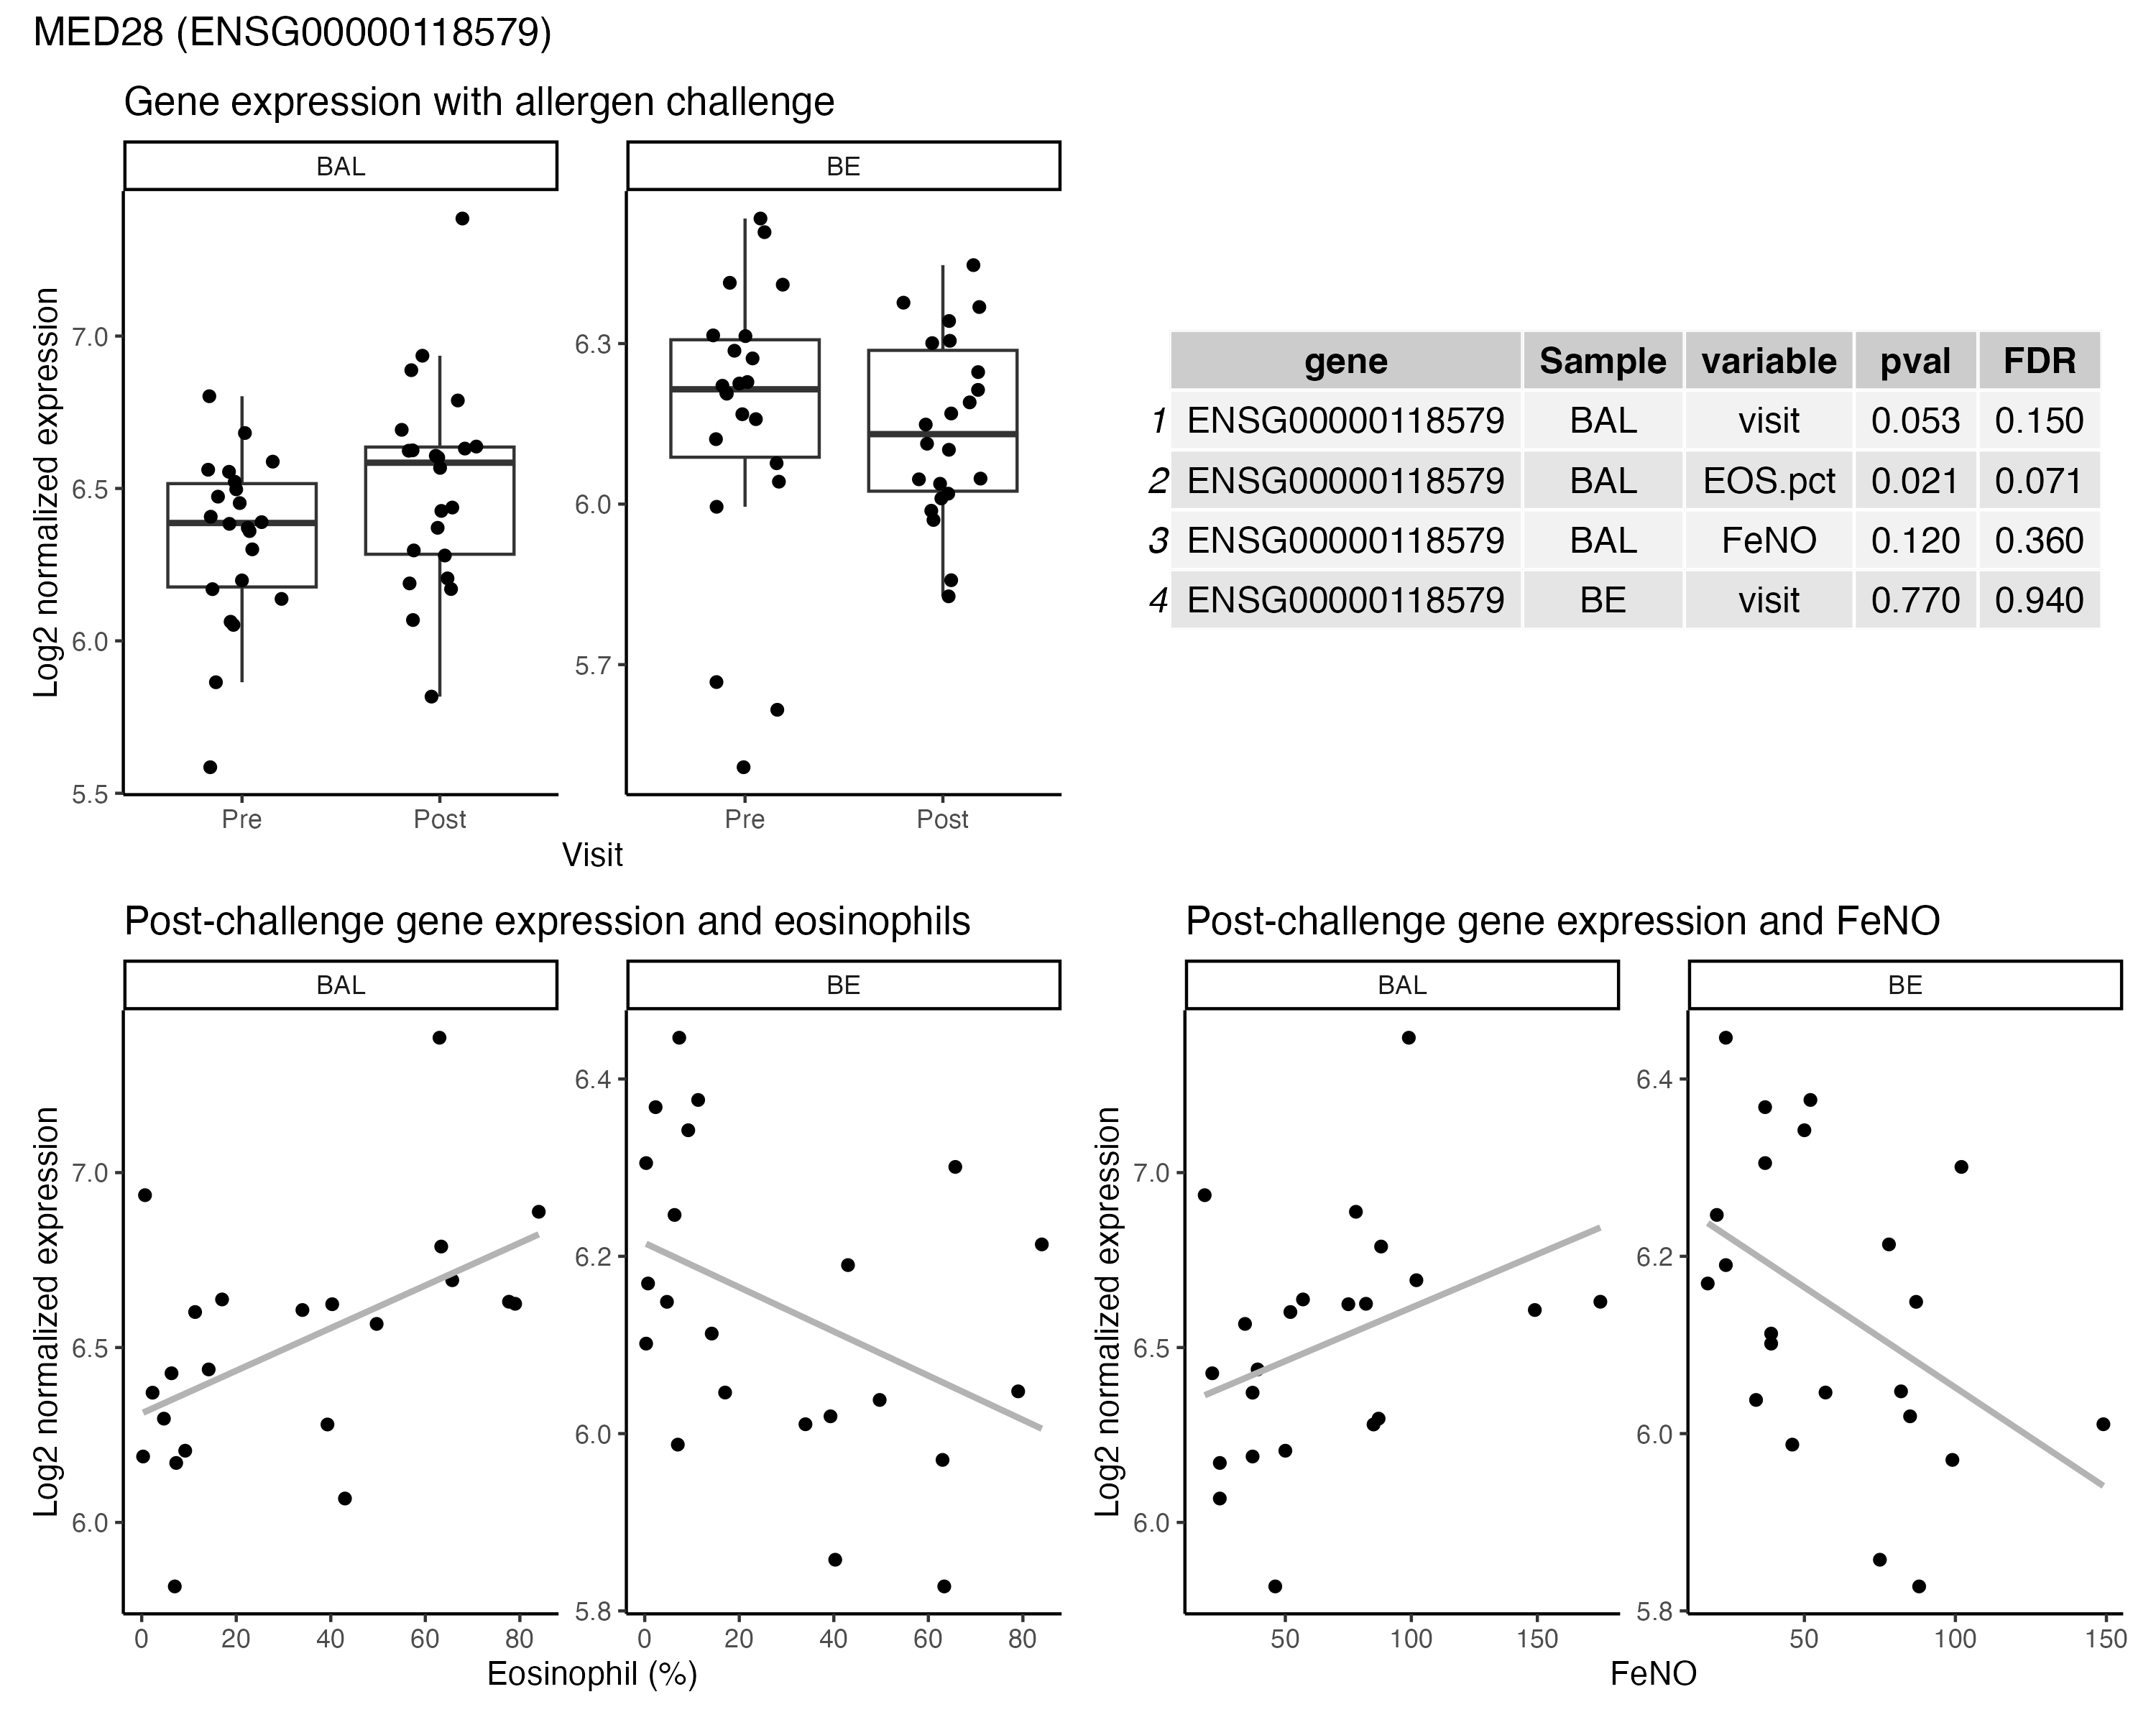 MED28 (ENSG00000118579)
Gene expression with allergen challenge
BAL
BE
Log2 normalized expression
7.0
6.5
6.0
5.5
6.3
6.0
5.7
Pre
Post
Pre
Post
Visit
gene Sample variable pval FDR
1 ENSG00000118579 BAL visit 0.053 0.150
2 ENSG00000118579 BAL EOS.pct 0.021 0.071
3 ENSG00000118579 BAL FeNO 0.120 0.360
4 ENSG00000118579 BE visit 0.770 0.940
Post-challenge gene expression and eosinophils
BAL
BE
Log2 normalized expression
7.0
6.5
6.0
6.4
6.2
6.0
5.8
0 20 40 60 80
0 20 40 60 80
Eosinophil (%)
Post-challenge gene expression and FeNO
BAL
BE
Log2 normalized expression
7.0
6.5
6.0
6.4
6.2
6.0
5.8
50 100 150
50 100 150
FeNO